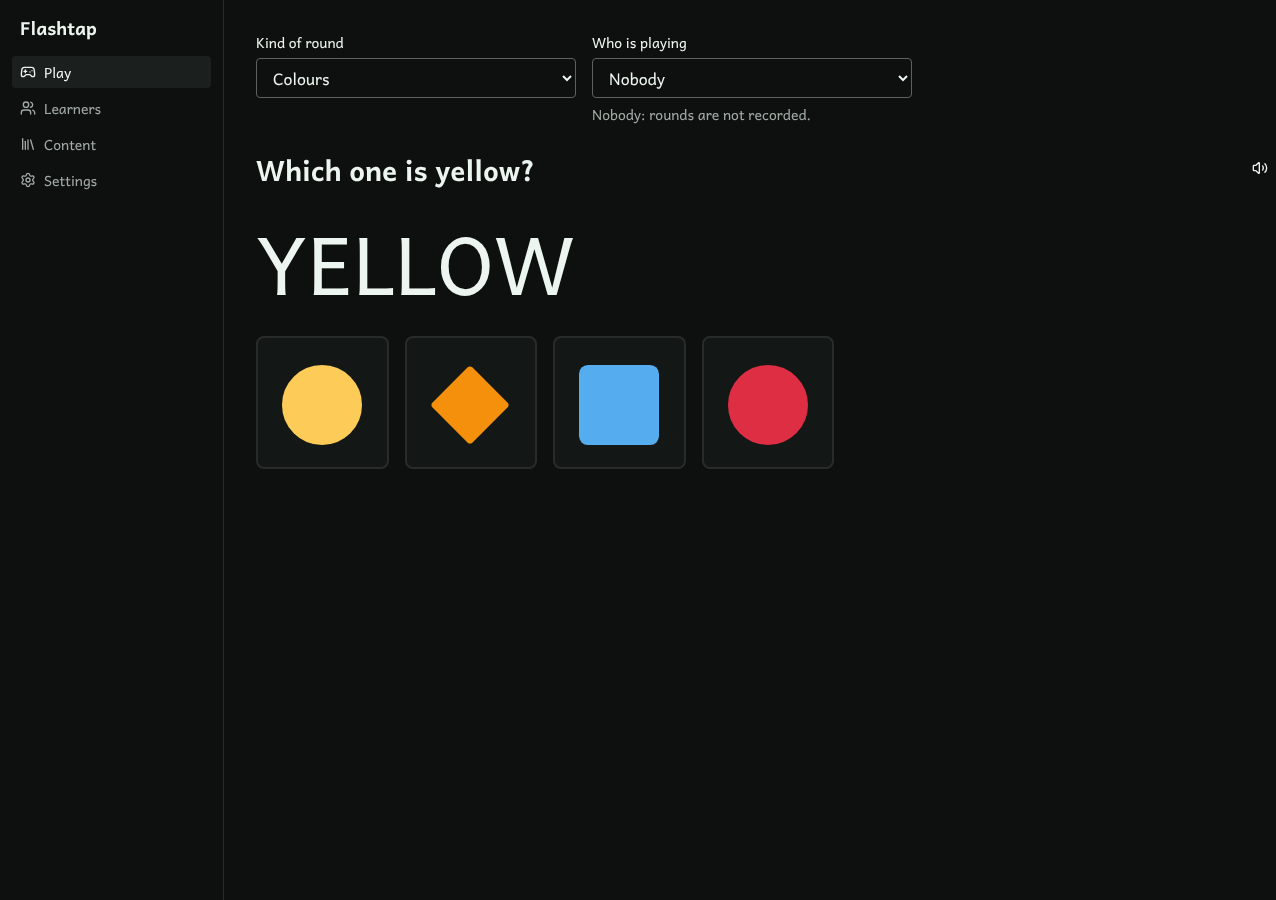 Flashtap
Play
Learners
Content
Settings
Kind of round
Colours
Who is playing
Nobody
Nobody: rounds are not recorded.
Which one is yellow?
YELLOW